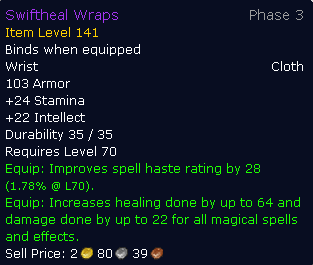 Swiftheal Wraps Phase 3
Item Level 141
Binds when equipped
Wrist Cloth
103 Armor
+24 Stamina
+22 Intellect
Durability 35 / 35
Requires Level 70
Equip: Improves spell haste rating by 28
(1.78% @ L70).
Equip: Increases healing done by up to 64 and
damage done by up to 22 for all magical spells
and effects.
Sell Price: 2 80 39